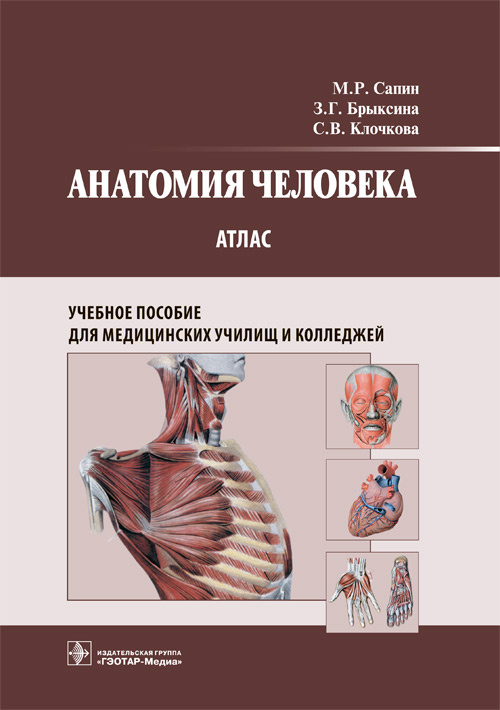 М.Р. Сапин
З.Г. Брыксина
С.В. Клочкова
АНАТОМИЯ ЧЕЛОВЕКА
АТЛАС
УЧЕБНОЕ ПОСОБИЕ
ДЛЯ МЕДИЦИНСКИХ УЧИЛИЩ И КОЛЛЕДЖЕЙ
ИЗДАТЕЛЬСКАЯ ГРУППА
«ГЭОТАР-Медиа»